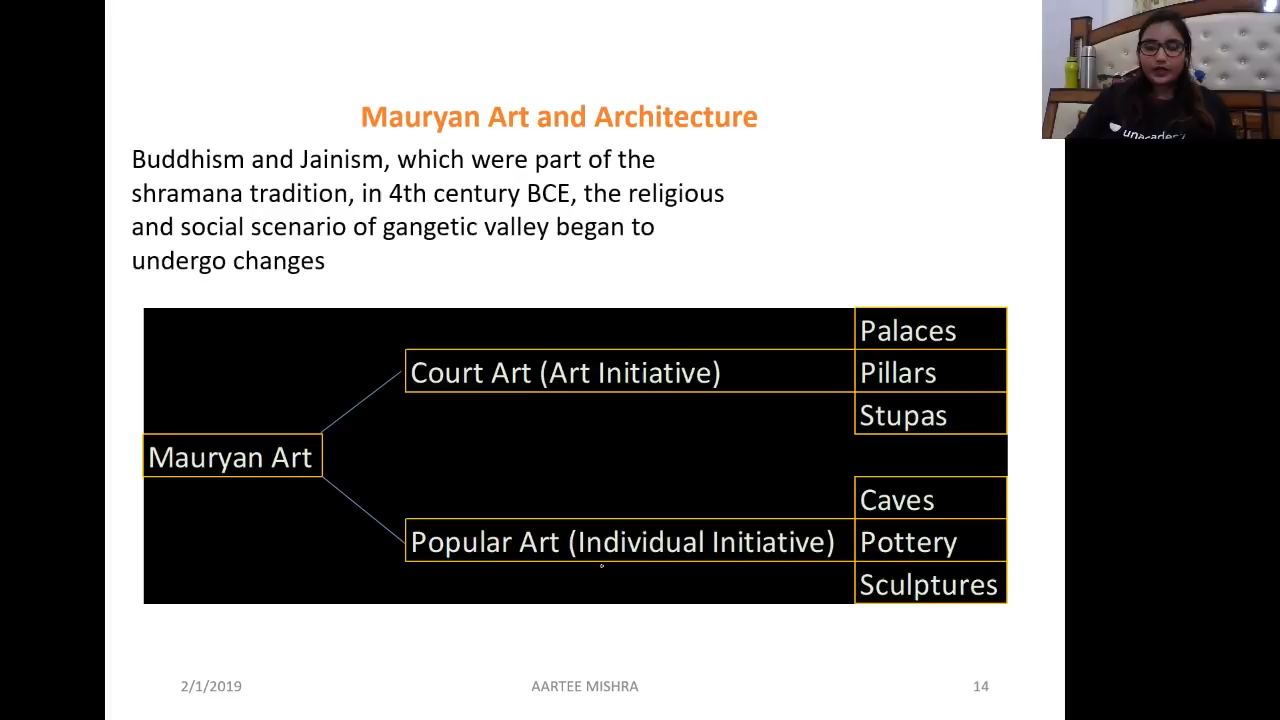 Mauryan Art and Architecture
Buddhism and Jainism, which were part of the
shramana tradition, in 4th century BCE, the religious
and social scenario of gangetic valley began to
undergo changes
Palaces
Court Art (Art Initiative)
Pillars
Stupas
Mauryan Art
Caves
Popular Art (Individual Initiative)
Pottery
Sculptures
2/1/2019
AARTEE MISHRA
14